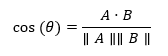 cos (θ) = A · B / ‖ A ‖‖ B ‖